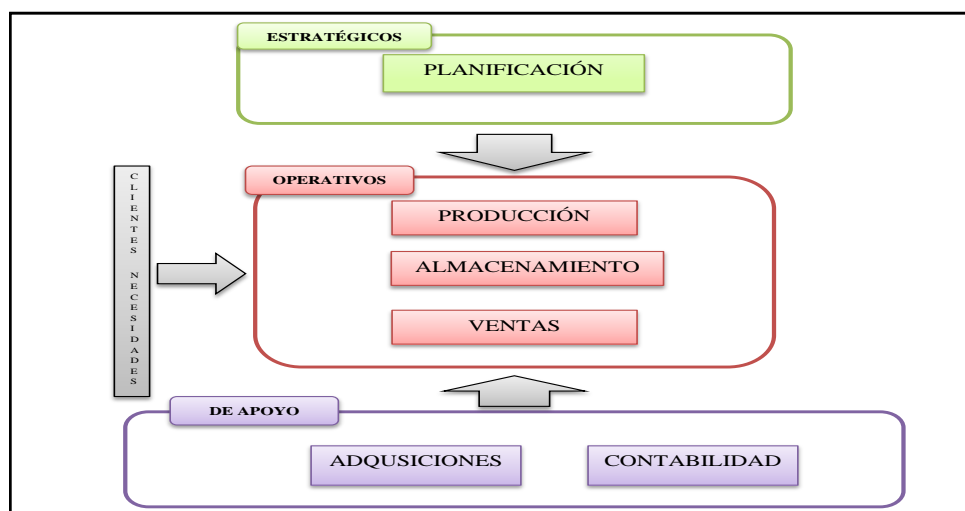 ESTRATÉGICOS
PLANIFICACIÓN
CLIENTES NECESIDADES
OPERATIVOS
PRODUCCIÓN
ALMACENAMIENTO
VENTAS
DE APOYO
ADQUSICIONES
CONTABILIDAD